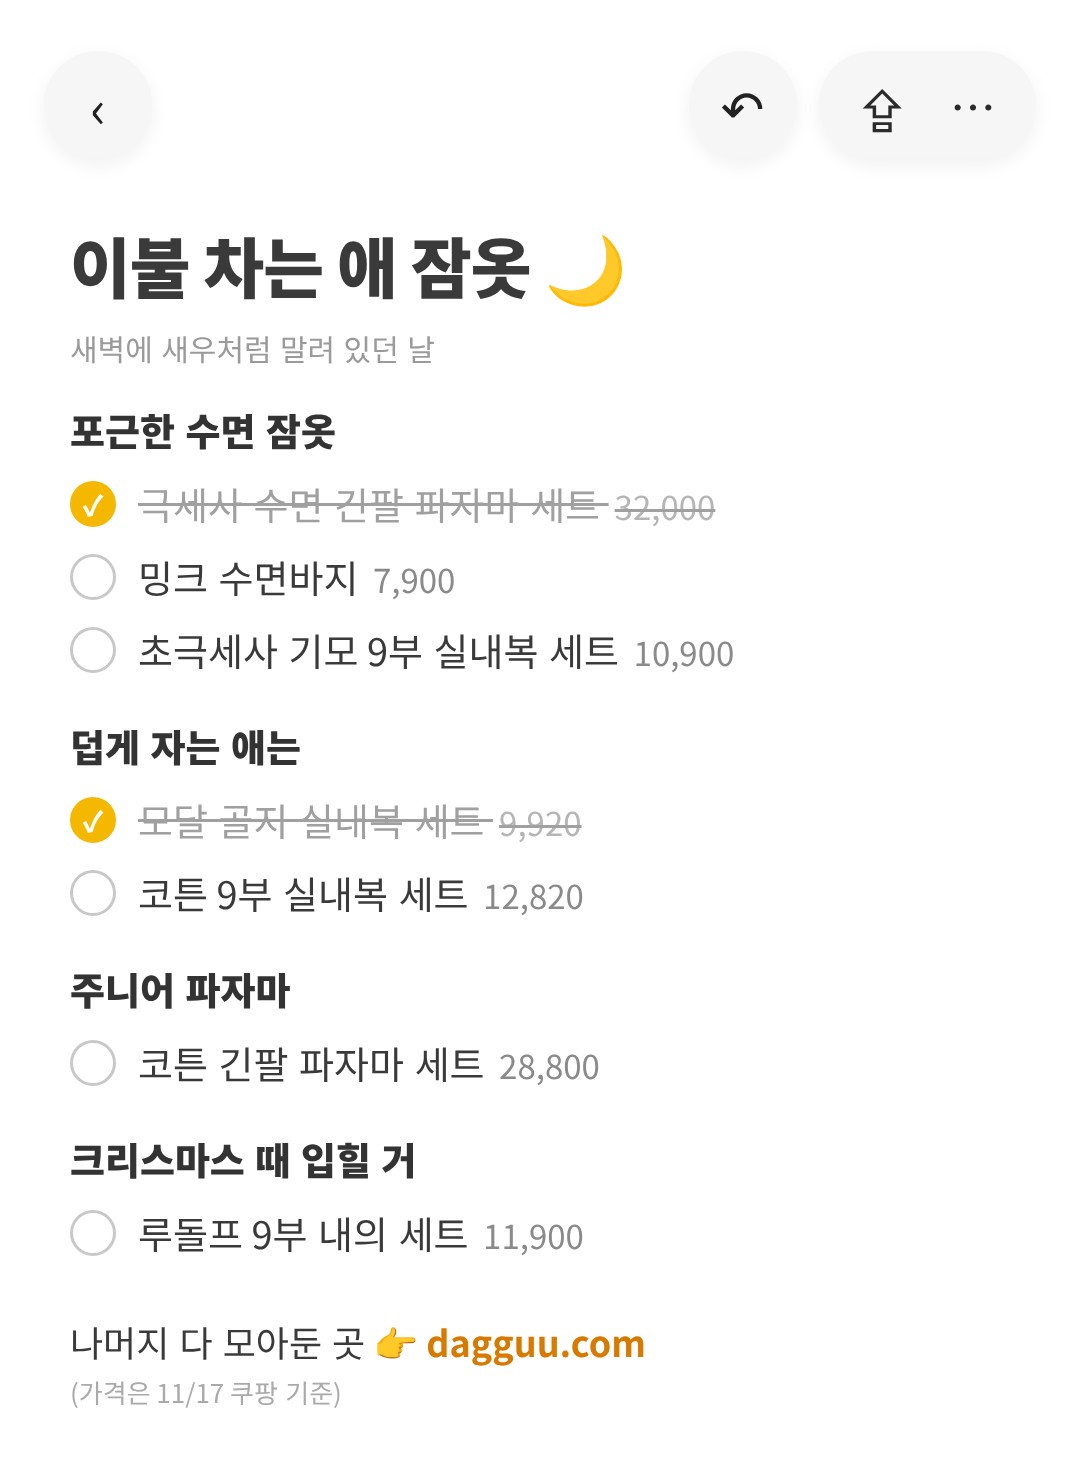 이불 차는 애 잠옷 🌙
새벽에 새우처럼 말려 있던 날
포근한 수면 잠옷
극세사 수면 긴팔 파자마 세트 32,000
밍크 수면바지 7,900
초극세사 기모 9부 실내복 세트 10,900
덥게 자는 애는
모달 골지 실내복 세트 9,920
코튼 9부 실내복 세트 12,820
주니어 파자마
코튼 긴팔 파자마 세트 28,800
크리스마스 때 입힐 거
루돌프 9부 내의 세트 11,900
나머지 다 모아둔 곳 👉 dagguu.com
(가격은 11/17 쿠팡 기준)